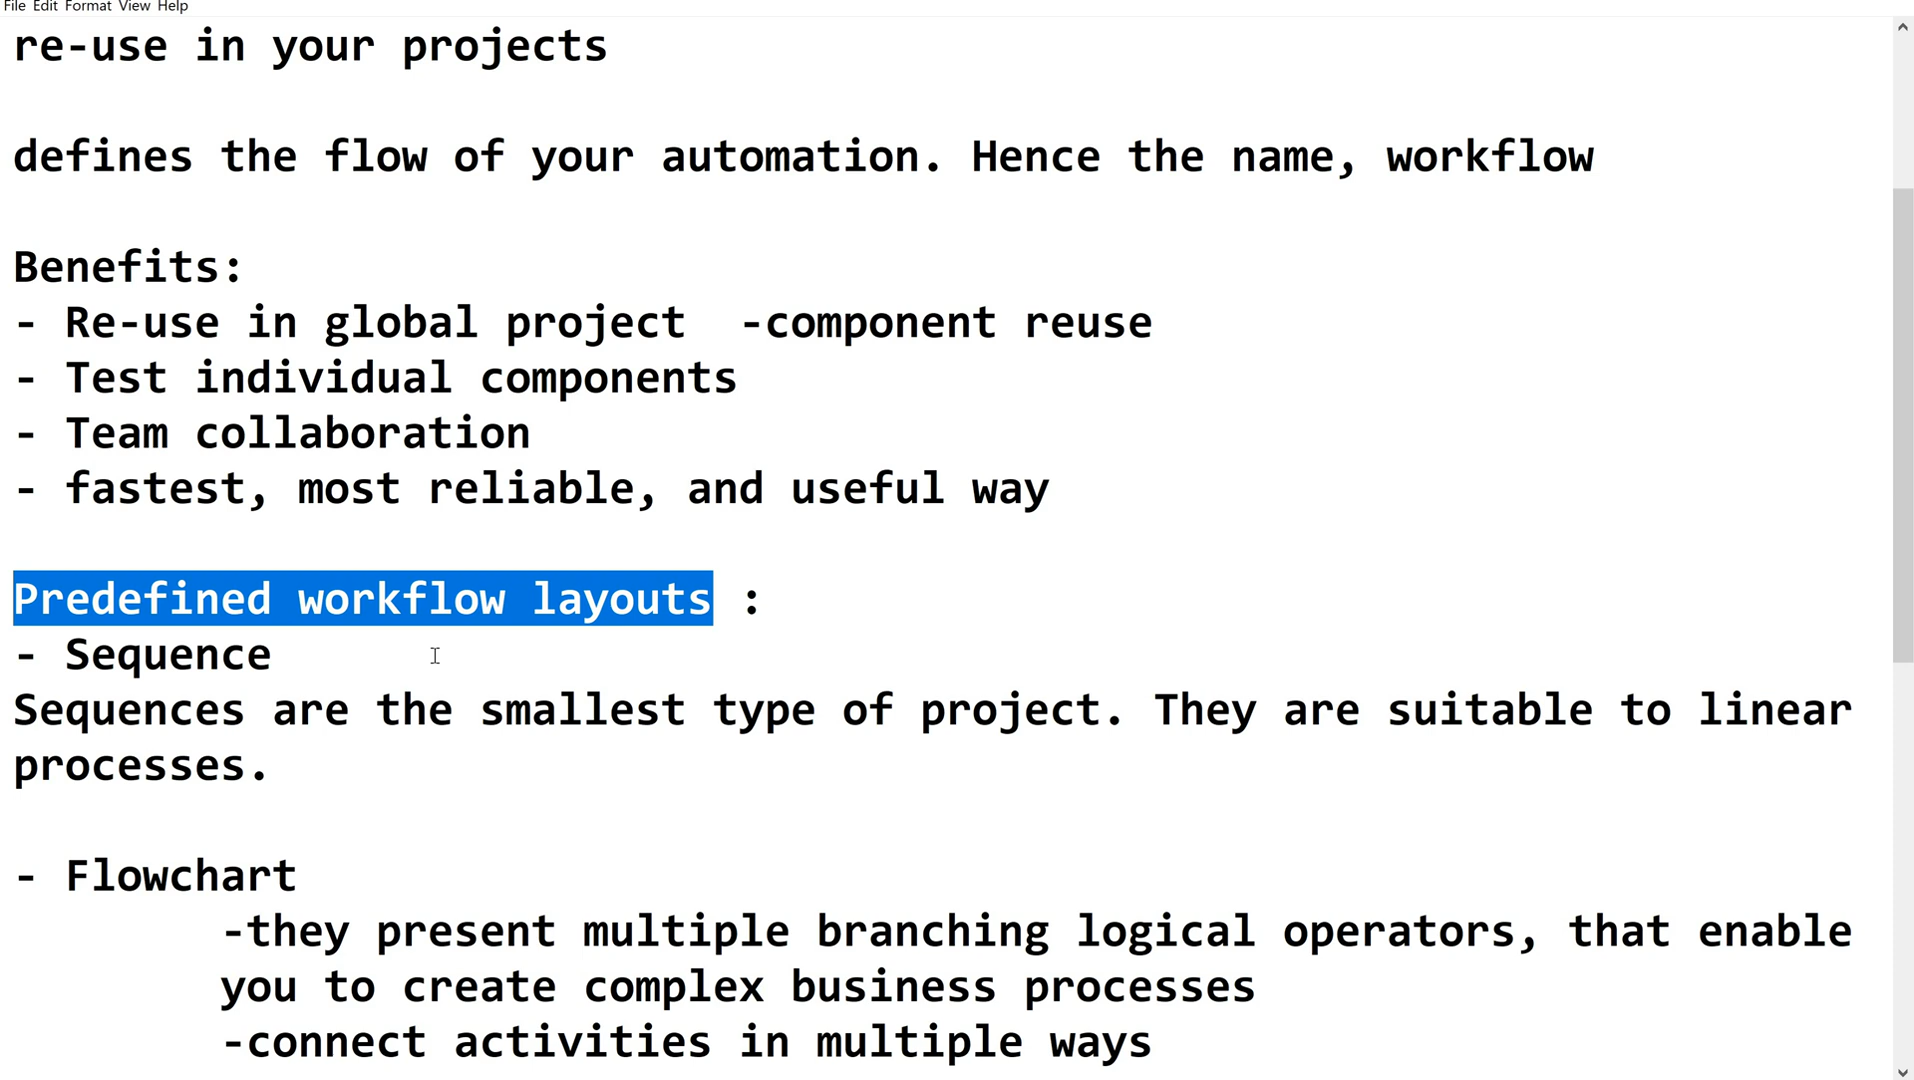 File Edit Format View Help
re-use in your projects
defines the flow of your automation. Hence the name, workflow
Benefits:
- Re-use in global project  -component reuse
- Test individual components
- Team collaboration
- fastest, most reliable, and useful way
Predefined workflow layouts :
- Sequence
Sequences are the smallest type of project. They are suitable to linear
processes.
- Flowchart
-they present multiple branching logical operators, that enable
you to create complex business processes
-connect activities in multiple ways